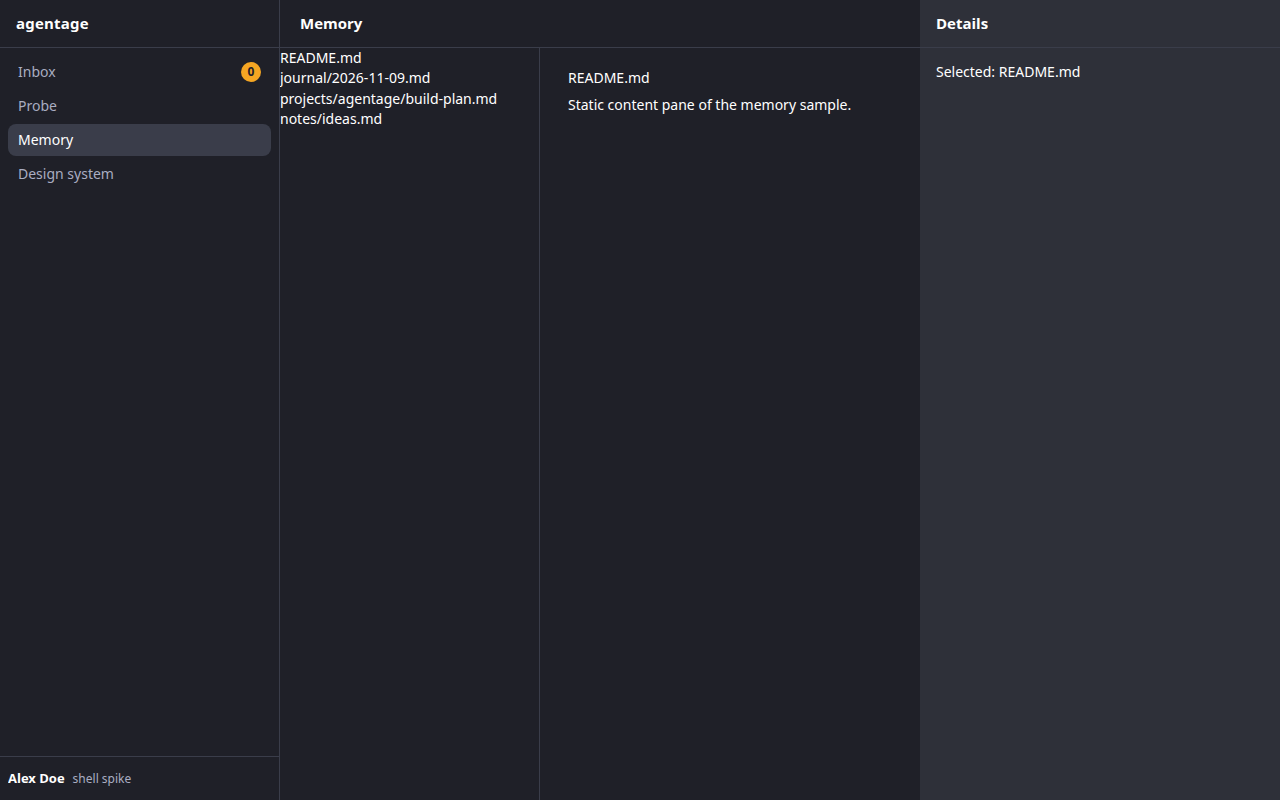 agentage
Inbox 0
Probe
Memory
Design system
Alex Doe shell spike
Memory
README.md
journal/2026-11-09.md
projects/agentage/build-plan.md
notes/ideas.md
README.md
Static content pane of the memory sample.
Details
Selected: README.md